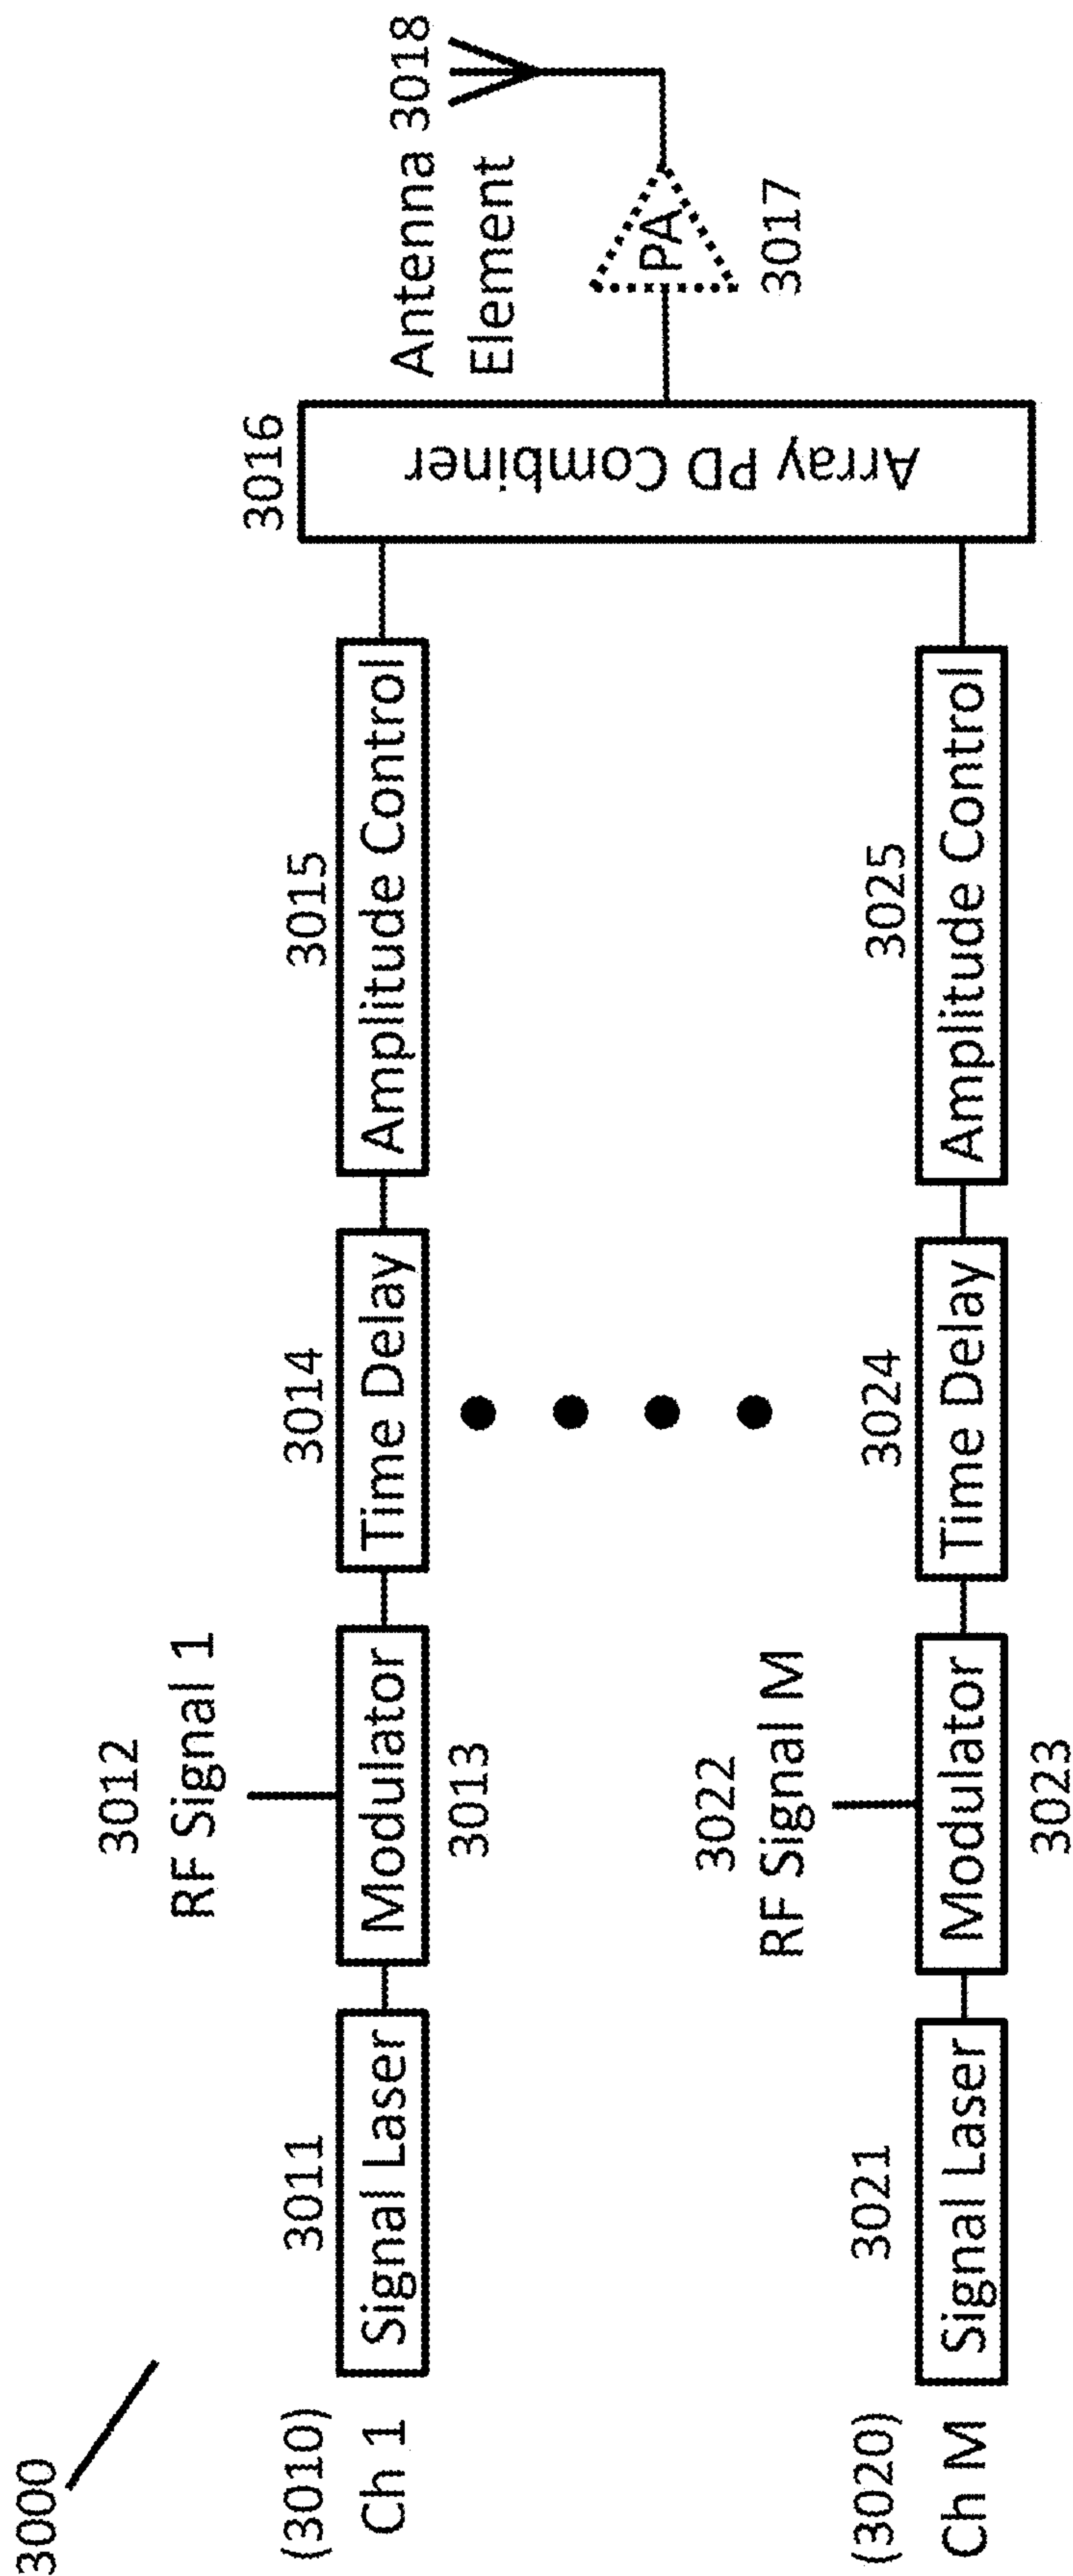 3000
(3010)
Ch 1
3011
Signal Laser
3012
RF Signal 1
Modulator
3013
3014
Time Delay
3015
Amplitude Control
3016
Array PD Combiner
Antenna 3018
Element
PA
3017
(3020)
Ch M
3021
Signal Laser
3022
RF Signal M
Modulator
3023
3024
Time Delay
3025
Amplitude Control